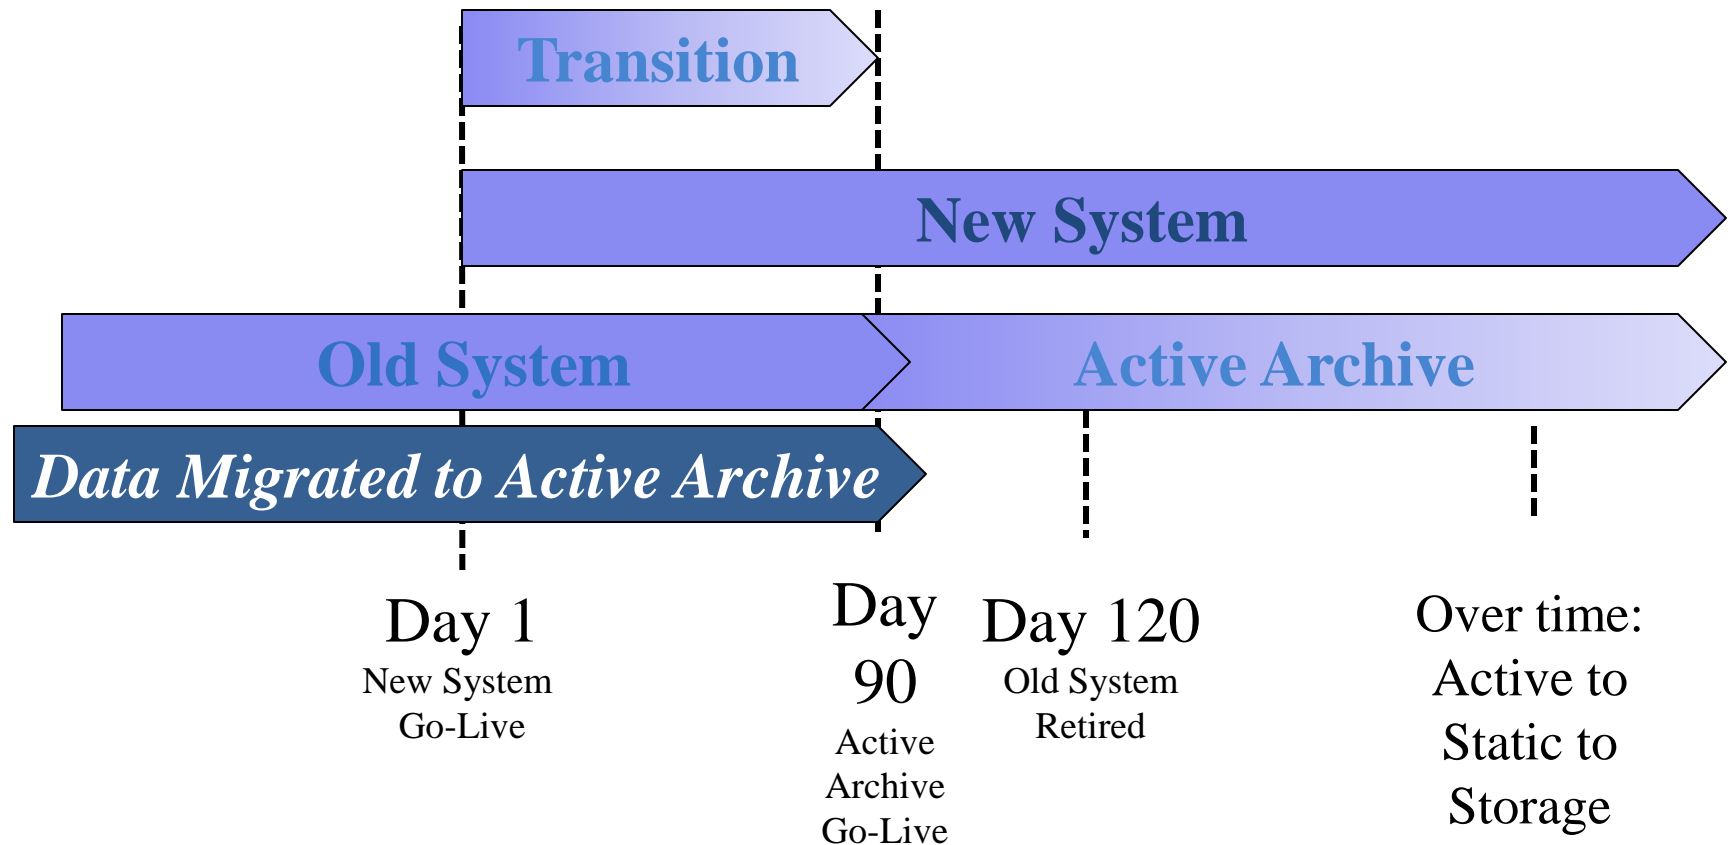 Transition
New System
Old System
Active Archive
Data Migrated to Active Archive
Day 1
New System
Go-Live
Day
90
Active
Archive
Go-Live
Day 120
Old System
Retired
Over time:
Active to
Static to
Storage